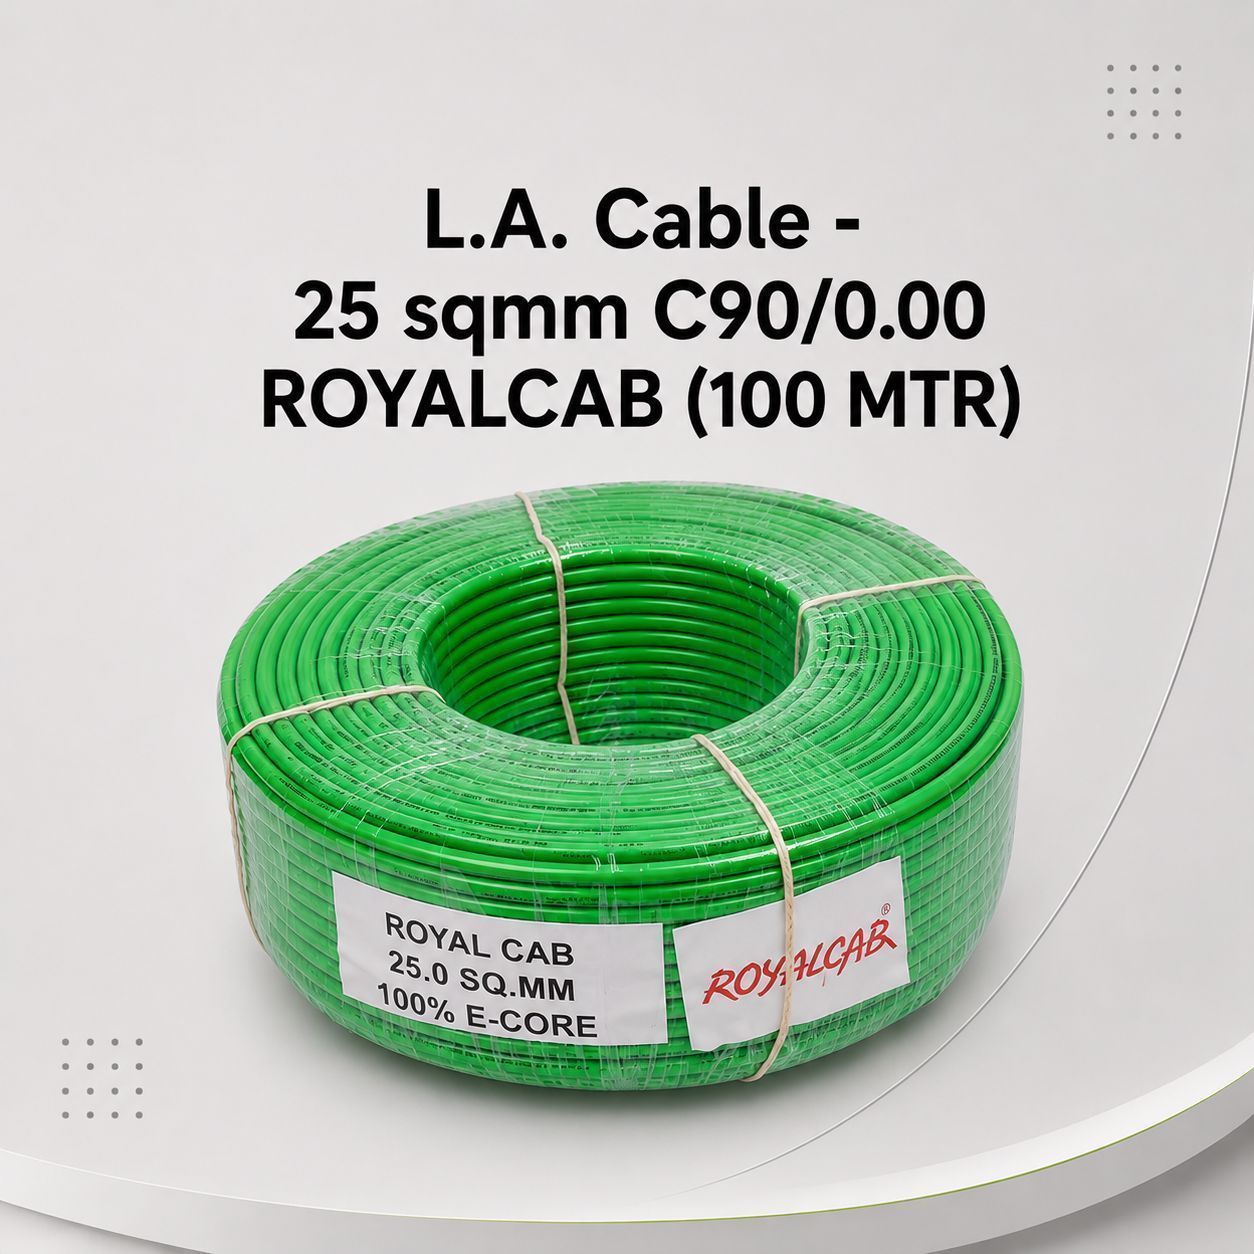 L.A. Cable -
25 sqmm C90/0.00
ROYALCAB (100 MTR)
ROYAL CAB
25.0 SQ.MM
100% E-CORE
ROYALCAB®